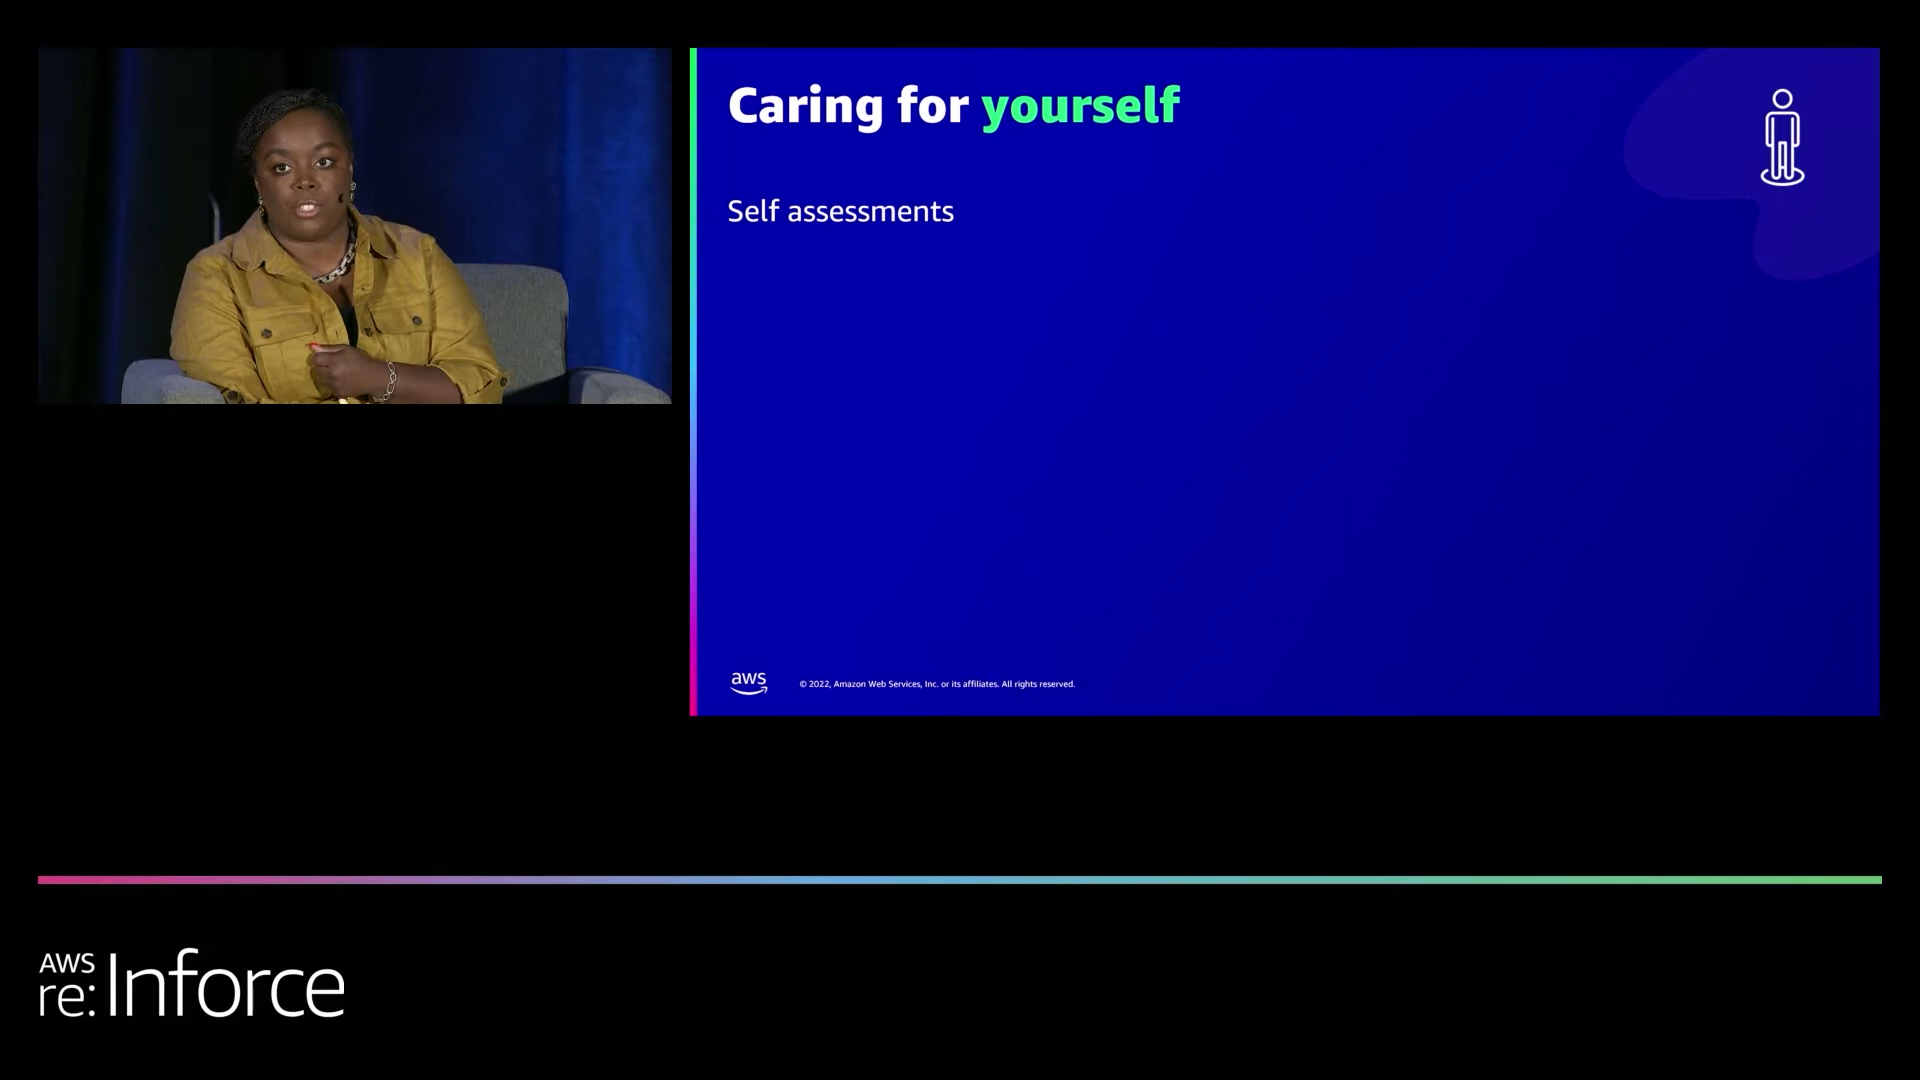 Caring for yourself
Self assessments
aws
© 2022, Amazon Web Services, Inc. or its affiliates. All rights reserved.
AWS
re:Inforce